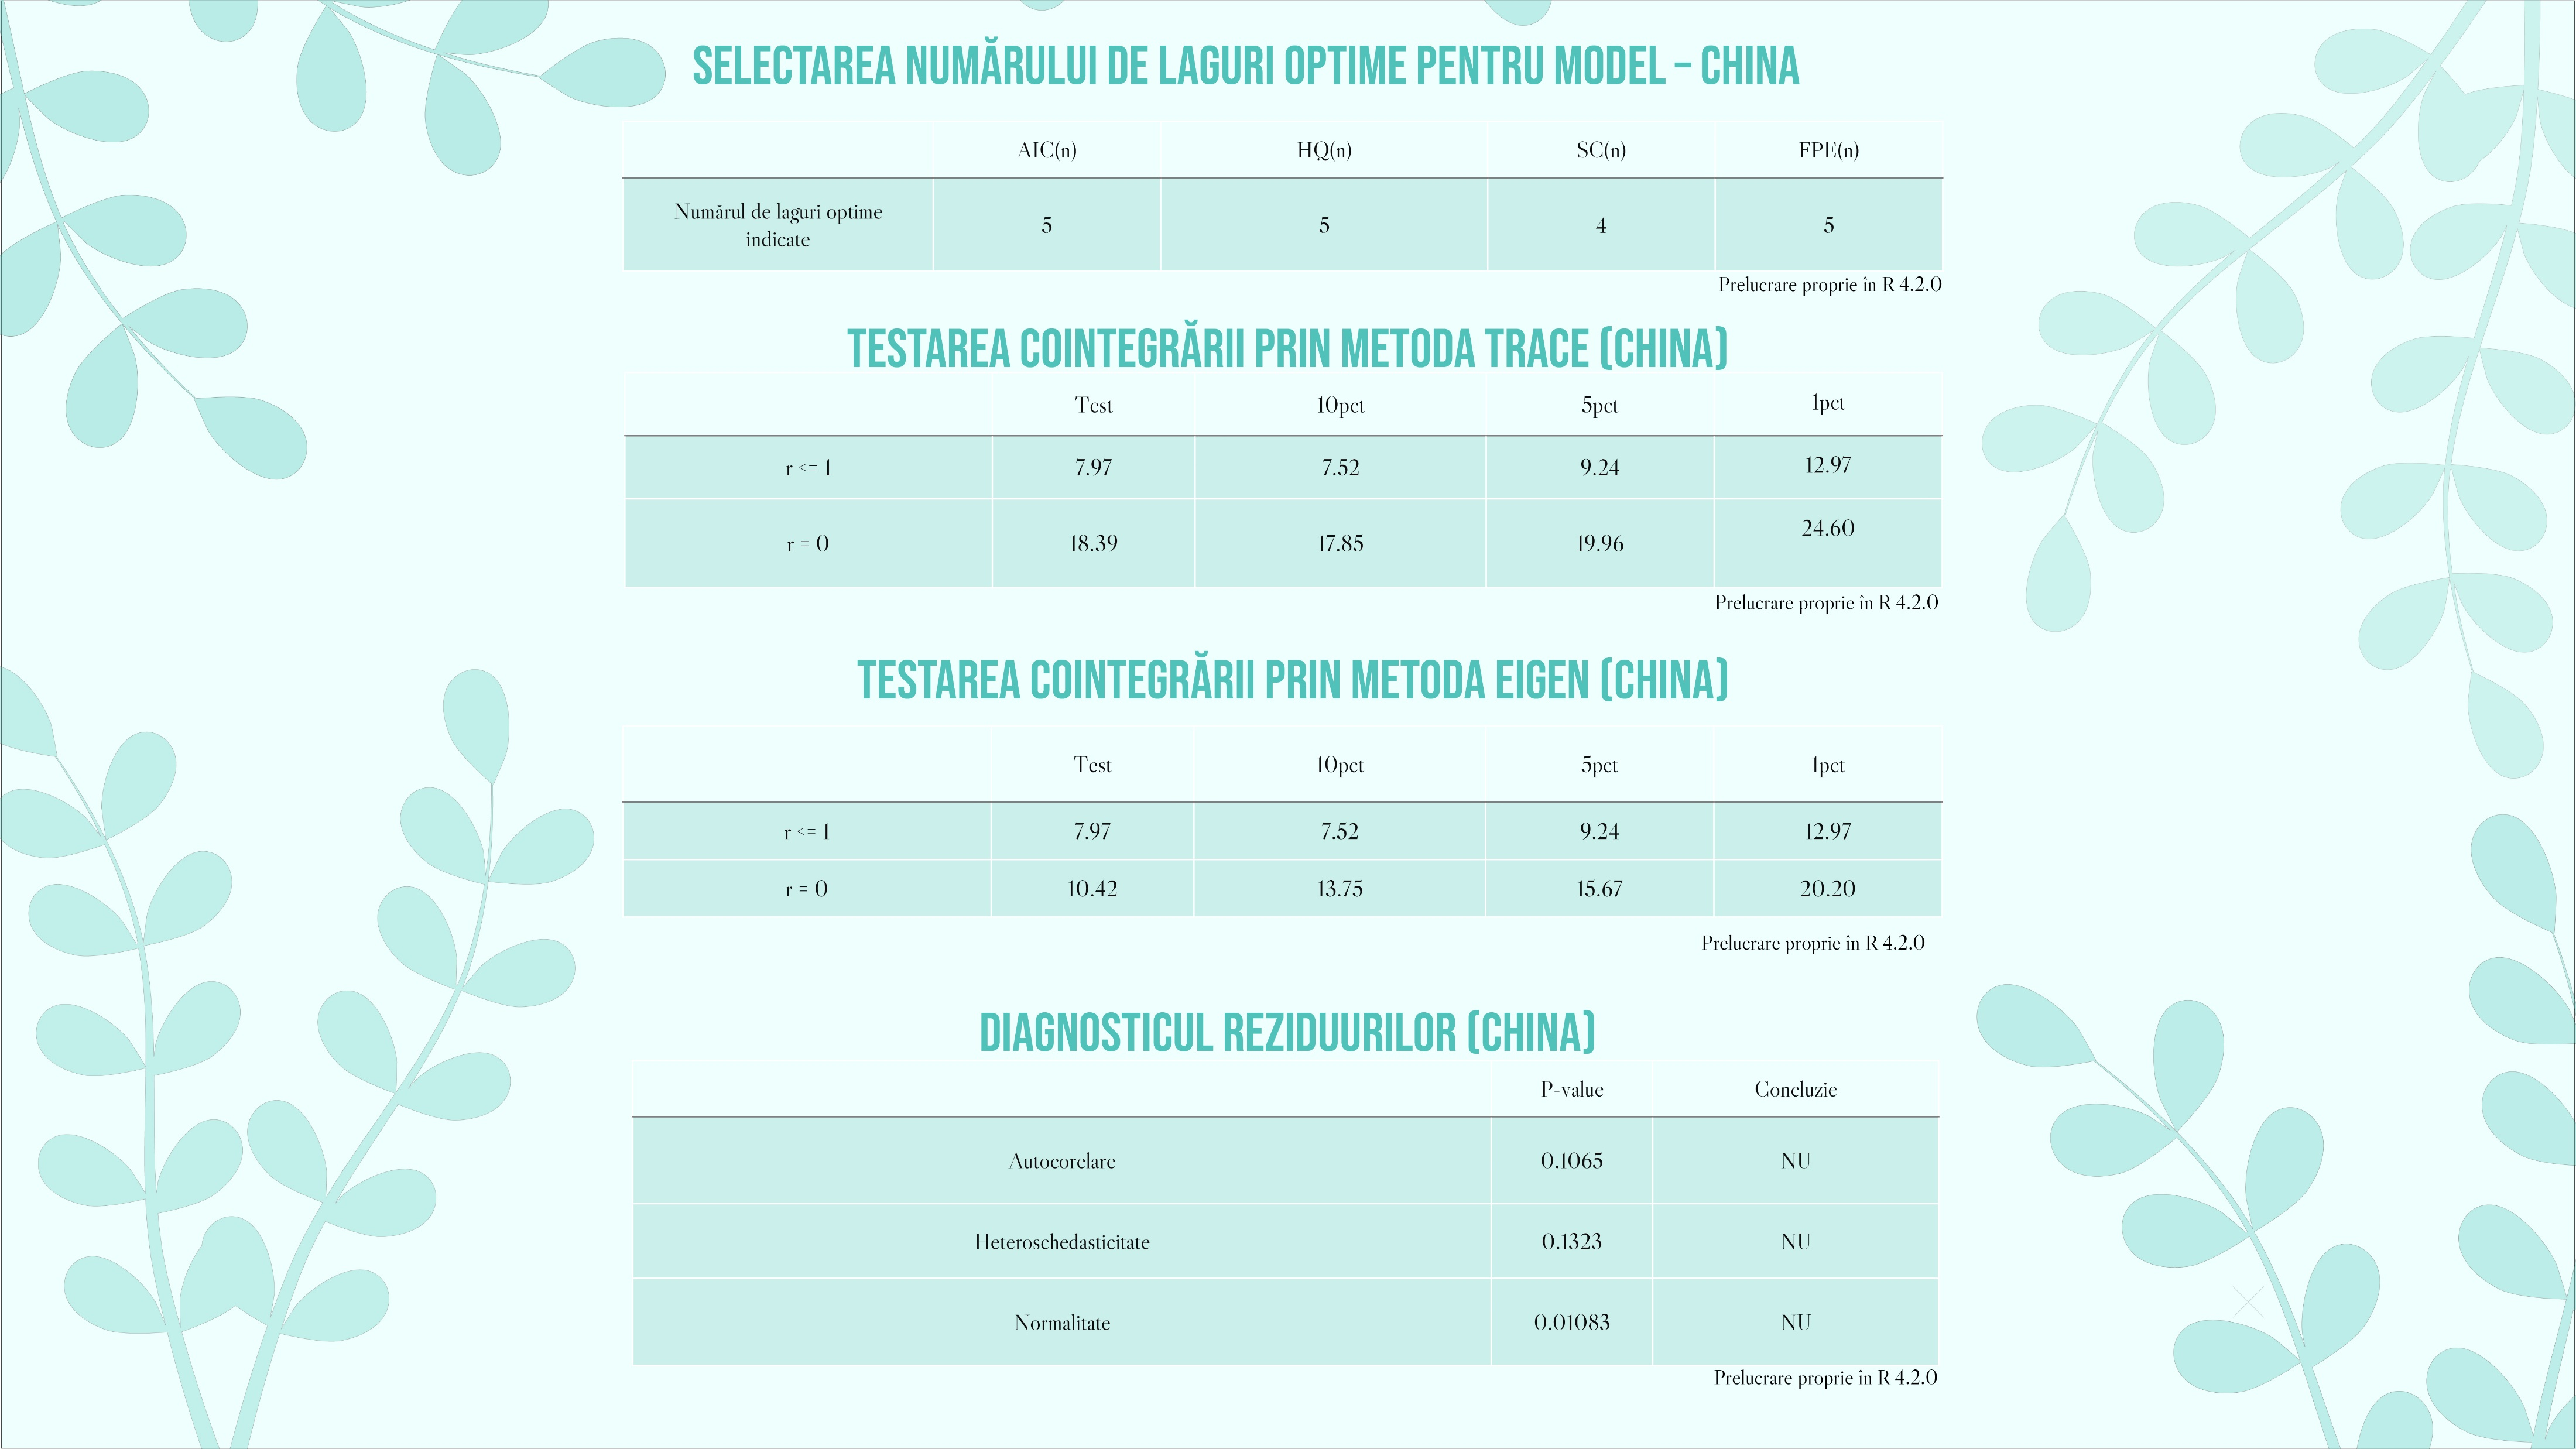 SELECTAREA NUMĂRULUI DE LAGURI OPTIME PENTRU MODEL – CHINA
AIC(n) HQ(n) SC(n) FPE(n)
Numărul de laguri optime
indicate
5 5 4 5
Prelucrare proprie în R 4.2.0
TESTAREA COINTEGRĂRII PRIN METODA TRACE (CHINA)
Test 10pct 5pct 1pct
r <= 1 7.97 7.52 9.24 12.97
r = 0 18.39 17.85 19.96 24.60
Prelucrare proprie în R 4.2.0
TESTAREA COINTEGRĂRII PRIN METODA EIGEN (CHINA)
Test 10pct 5pct 1pct
r <= 1 7.97 7.52 9.24 12.97
r = 0 10.42 13.75 15.67 20.20
Prelucrare proprie în R 4.2.0
DIAGNOSTICUL REZIDUURILOR (CHINA)
P-value Concluzie
Autocorelare 0.1065 NU
Heteroschedasticitate 0.1323 NU
Normalitate 0.01083 NU
Prelucrare proprie în R 4.2.0